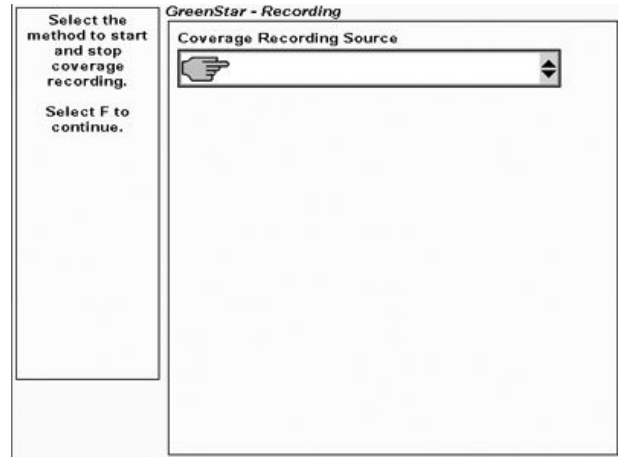 GreenStar - Recording
Select the
method to start
and stop
coverage
recording.
Select F to
continue.
Coverage Recording Source